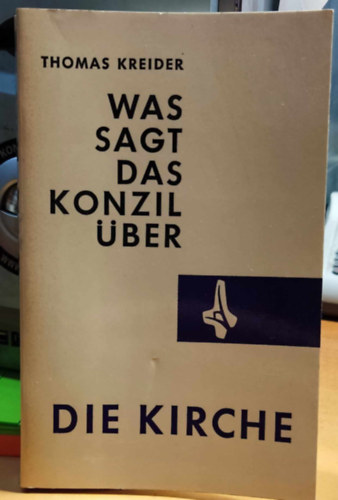 THOMAS KREIDER
WAS
SAGT
DAS
KONZIL
ÜBER
DIE KIRCHE